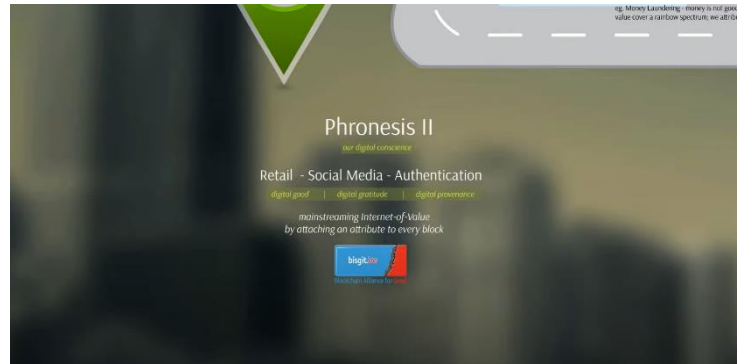 eg. Money Laundering - money is not good
value cover a rainbow spectrum; we attribe
Phronesis II
our digital conscience
Retail - Social Media - Authentication
digital good | digital gratitude | digital provenance
mainstreaming Internet-of-Value
by attaching an attribute to every block
Blockchain Alliance for Good